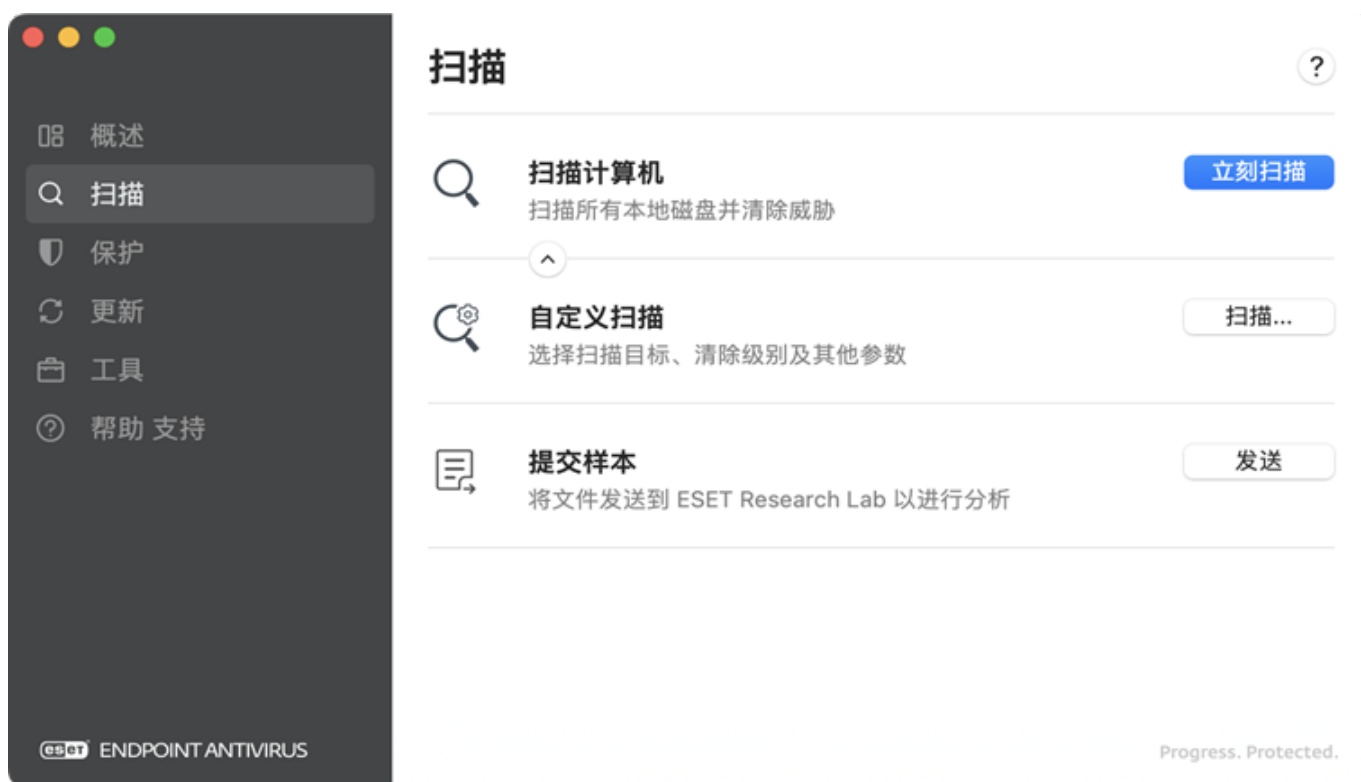 概述
扫描
保护
更新
工具
帮助 支持
eset ENDPOINT ANTIVIRUS
扫描
?
扫描计算机
扫描所有本地磁盘并清除威胁
立刻扫描
自定义扫描
选择扫描目标、清除级别及其他参数
扫描...
提交样本
将文件发送到 ESET Research Lab 以进行分析
发送
Progress. Protected.